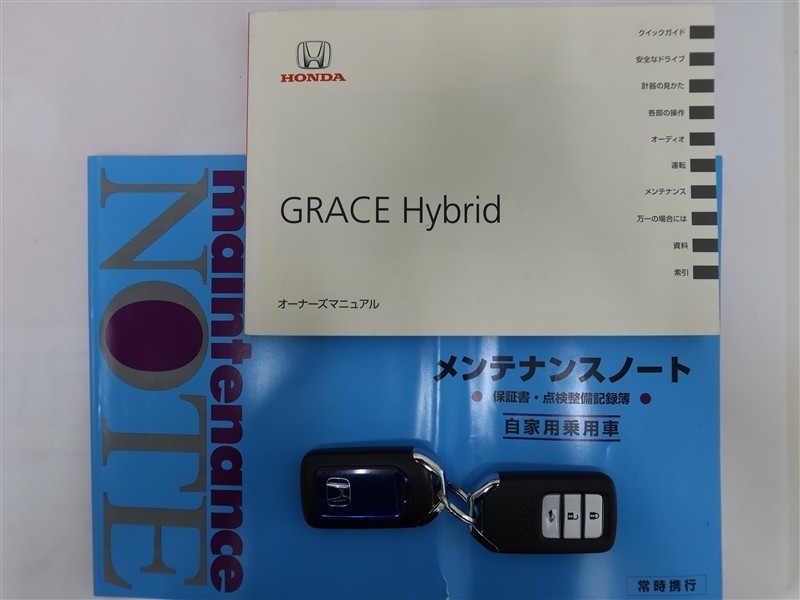 HONDA
GRACE Hybrid
オーナーズマニュアル
クイックガイド
安全なドライブ
計器の見かた
各部の操作
オーディオ
運転
メンテナンス
万一の場合には
資料
索引
maintenance
NOTE
メンテナンスノート
● 保証書・点検整備記録簿 ●
自家用乗用車
常時携行